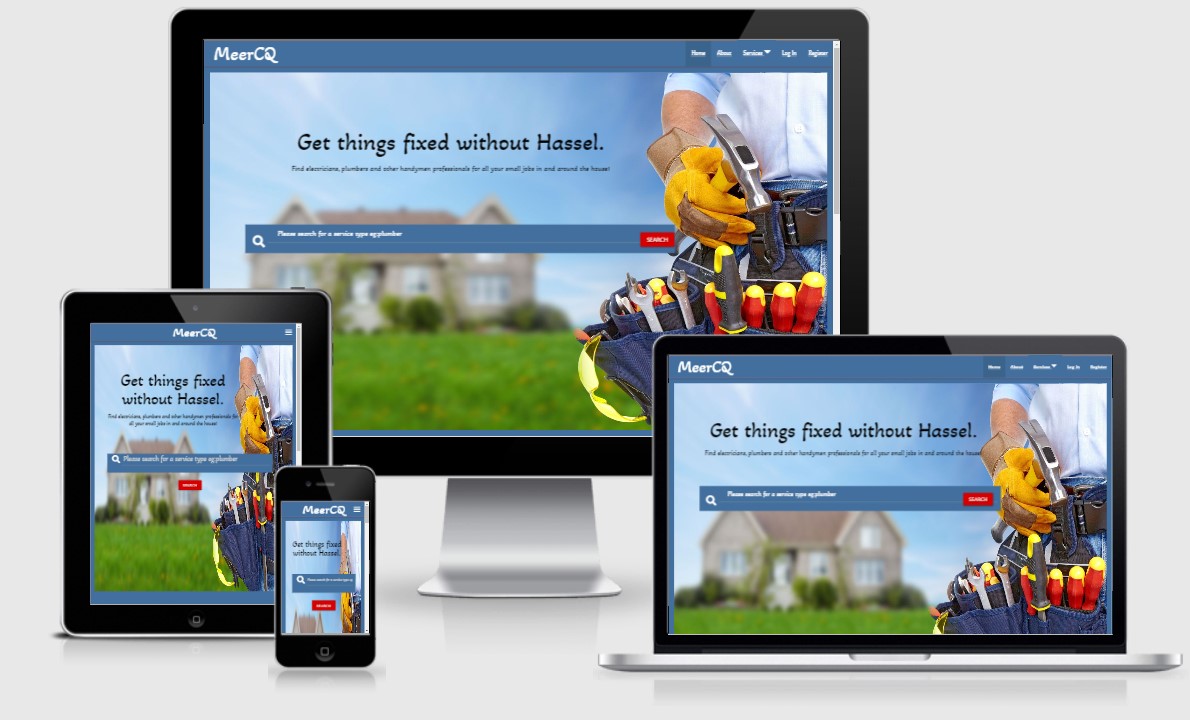 MeerCQ
Home About Services Log In Register
Get things fixed without Hassel.
Find electricians, plumbers and other handymen professionals for all your small jobs in and around the house!
Please search for a service type eg:plumber
SEARCH
MeerCQ
Get things fixed
without Hassel.
Find electricians, plumbers and other handymen professionals for
all your small jobs in and around the house!
Please search for a service type eg:plumber
SEARCH
MeerCQ
Get things fixed
without Hassel.
Please search for a service type eg:
SEARCH
MeerCQ
Home About Services Log In Register
Get things fixed without Hassel.
Find electricians, plumbers and other handymen professionals for all your small jobs in and around the house!
Please search for a service type eg:plumber
SEARCH